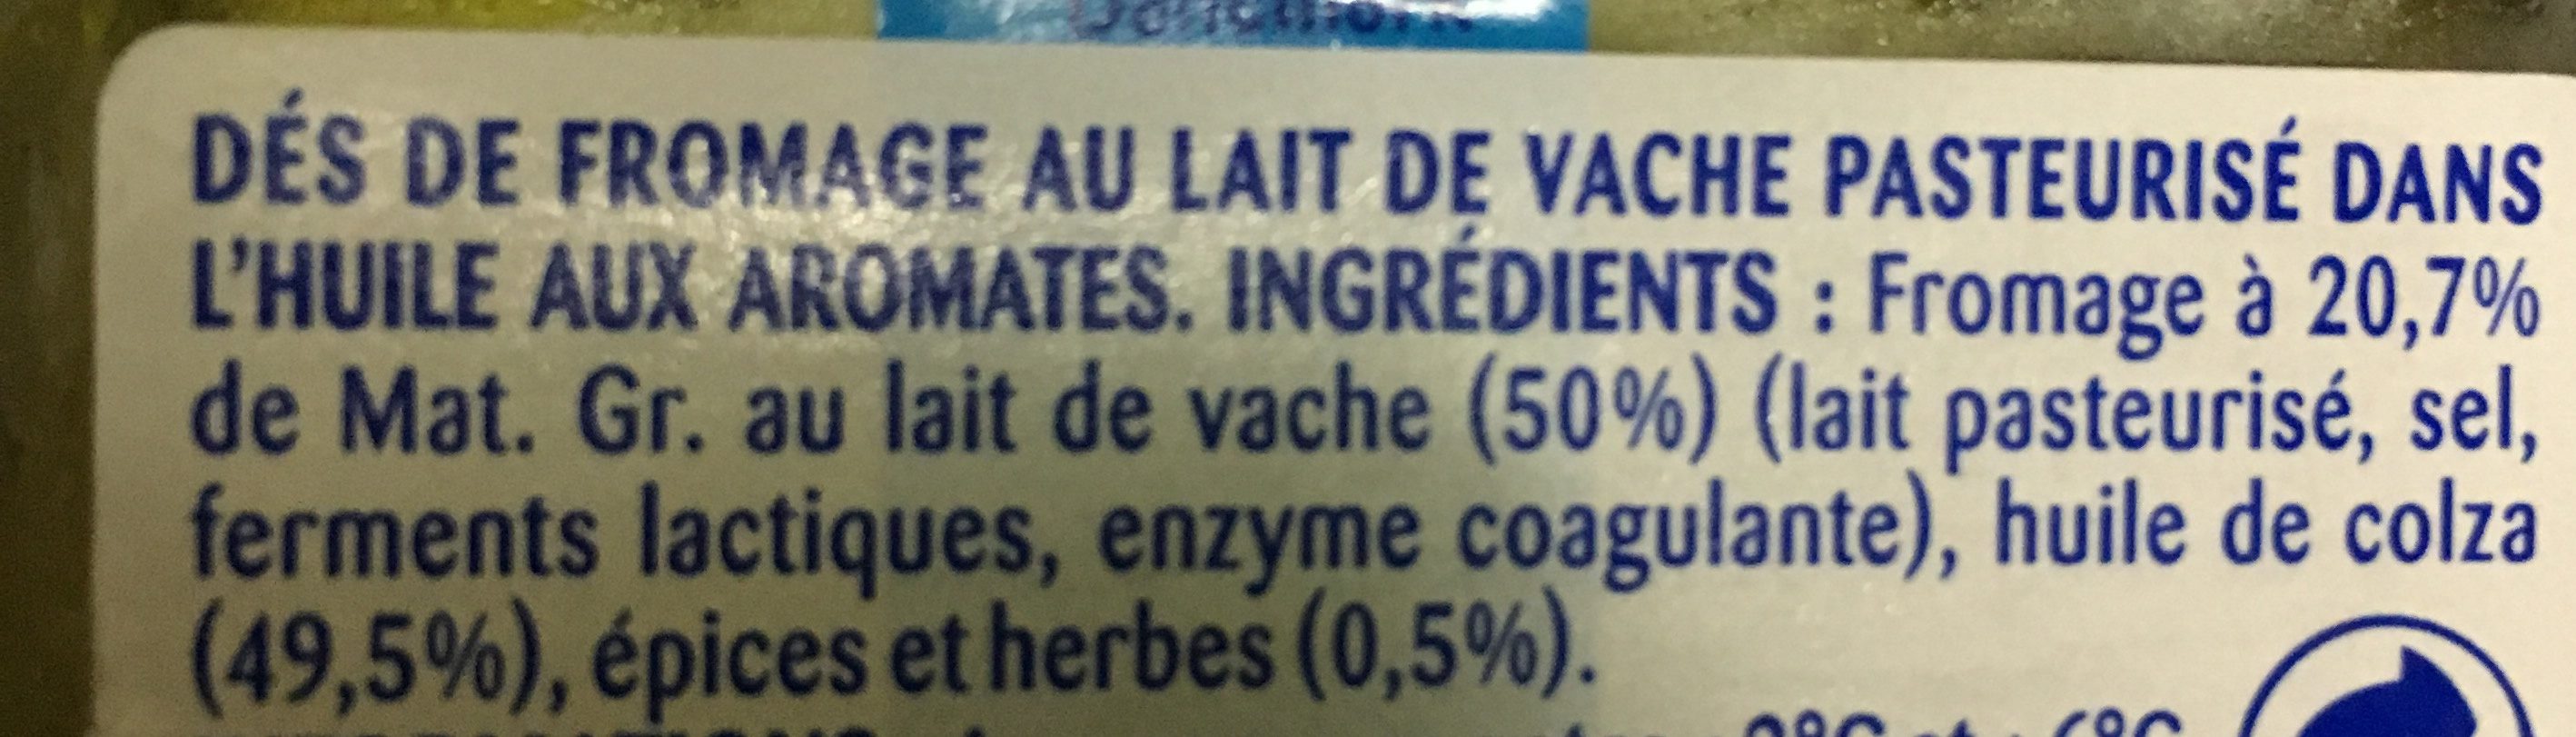 DÉS DE FROMAGE AU LAIT DE VACHE PASTEURISÉ DANS
L'HUILE AUX AROMATES. INGRÉDIENTS : Fromage à 20,7%
de Mat. Gr. au lait de vache (50%) (lait pasteurisé, sel,
ferments lactiques, enzyme coagulante), huile de colza
(49,5%), épices et herbes (0,5%).